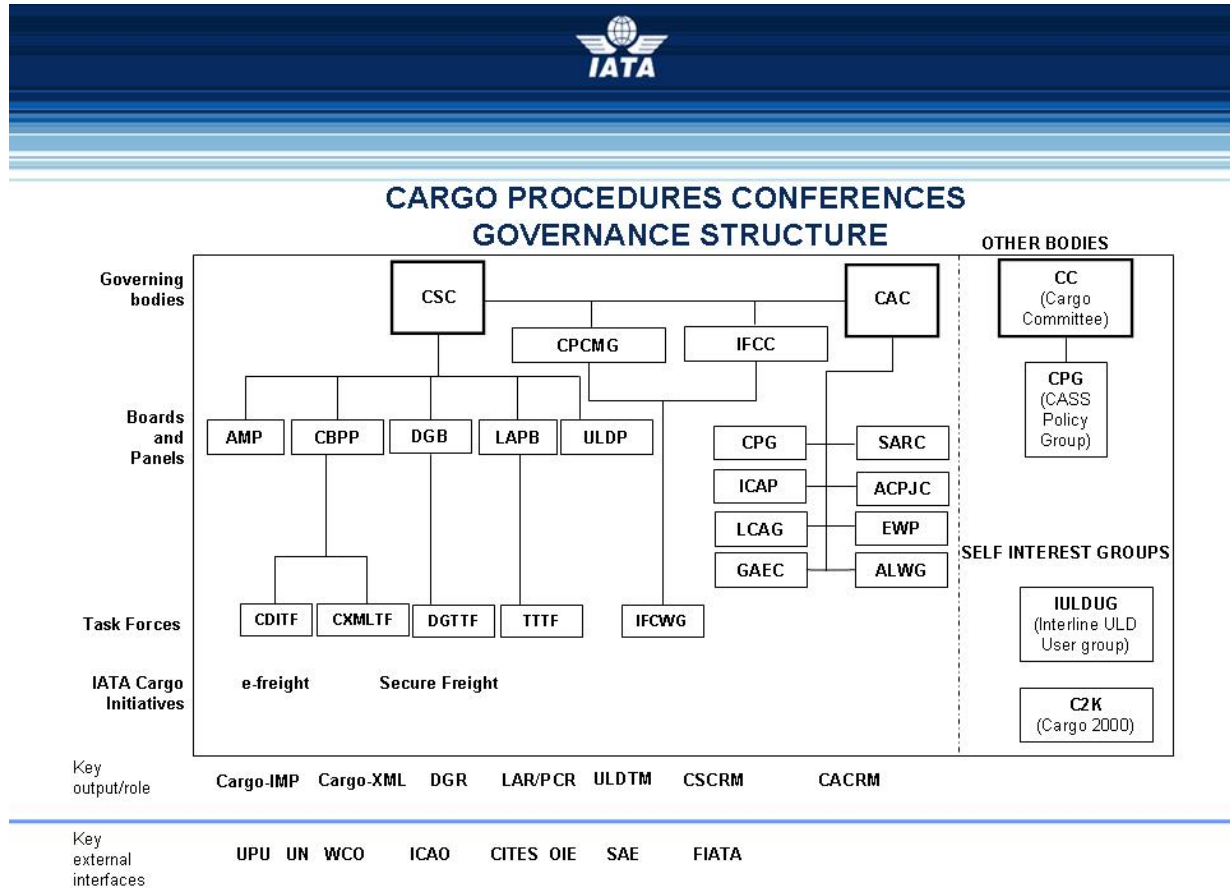 IATA
CARGO PROCEDURES CONFERENCES
GOVERNANCE STRUCTURE
OTHER BODIES
Governing
bodies
CSC
CAC
CC
(Cargo
Committee)
CPCMG
IFCC
CPG
(CASS
Policy
Group)
Boards
and
Panels
AMP
CBPP
DGB
LAPB
ULDP
CPG
SARC
ICAP
ACPJC
LCAG
EWP
GAEC
ALWG
SELF INTEREST GROUPS
IULDUG
(Interline ULD
User group)
Task Forces
CDITF
CXMLTF
DGTTF
TTTF
IFCWG
IATA Cargo
Initiatives
e-freight
Secure Freight
C2K
(Cargo 2000)
Key
output/role
Cargo-IMP
Cargo-XML
DGR
LAR/PCR
ULDTM
CSCRM
CACRM
Key
external
interfaces
UPU UN WCO ICAO CITES OIE SAE FIATA